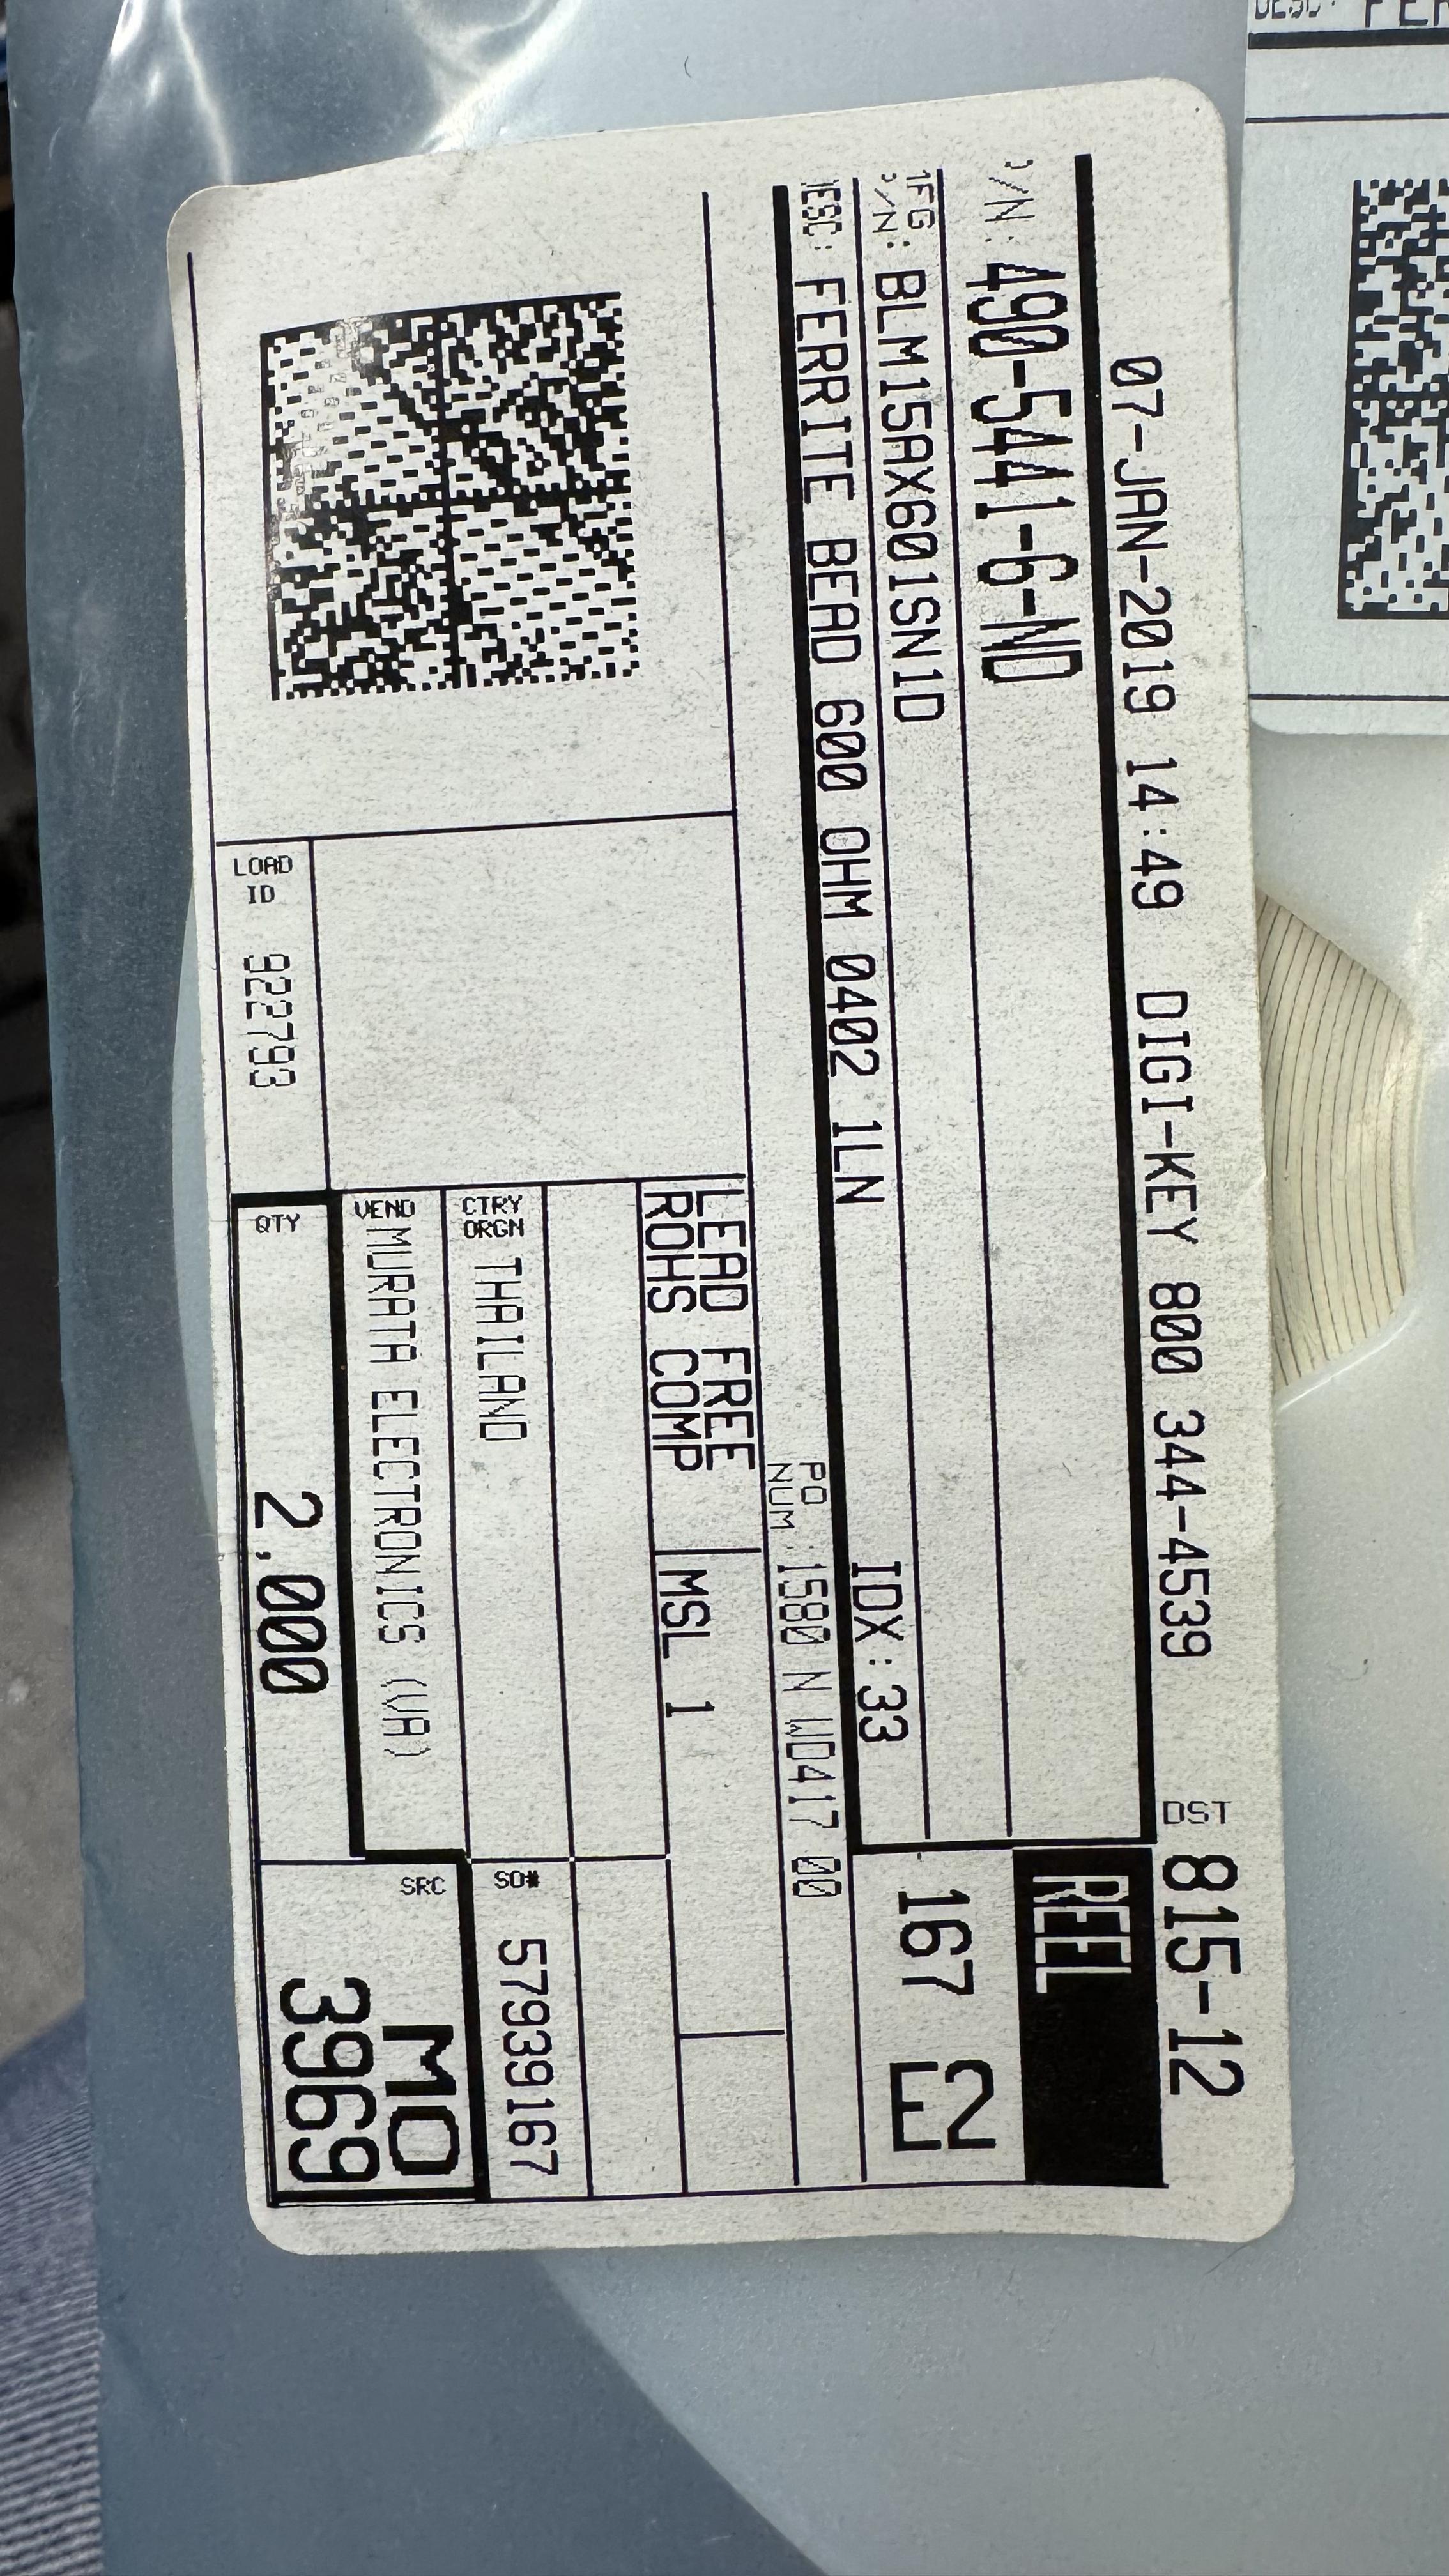 07-JAN-2019 14:49 DIGI-KEY 800 344-4539 DST 815-12
P/N: 490-5441-6-ND
REEL
MFG
P/N: BLM15AX601SN1D
167 E2
DESC: FERRITE BEAD 600 OHM 0402 1LN
IDX:33
PO
NUM :1580 N WO417 00
LEAD FREE
ROHS COMP
MSL 1
CTRY
ORGN THAILAND
SO# 57939167
VEND MURATA ELECTRONICS (VA)
LOAD
ID 922793
QTY 2,000
SRC MO
3969
DESC: FER